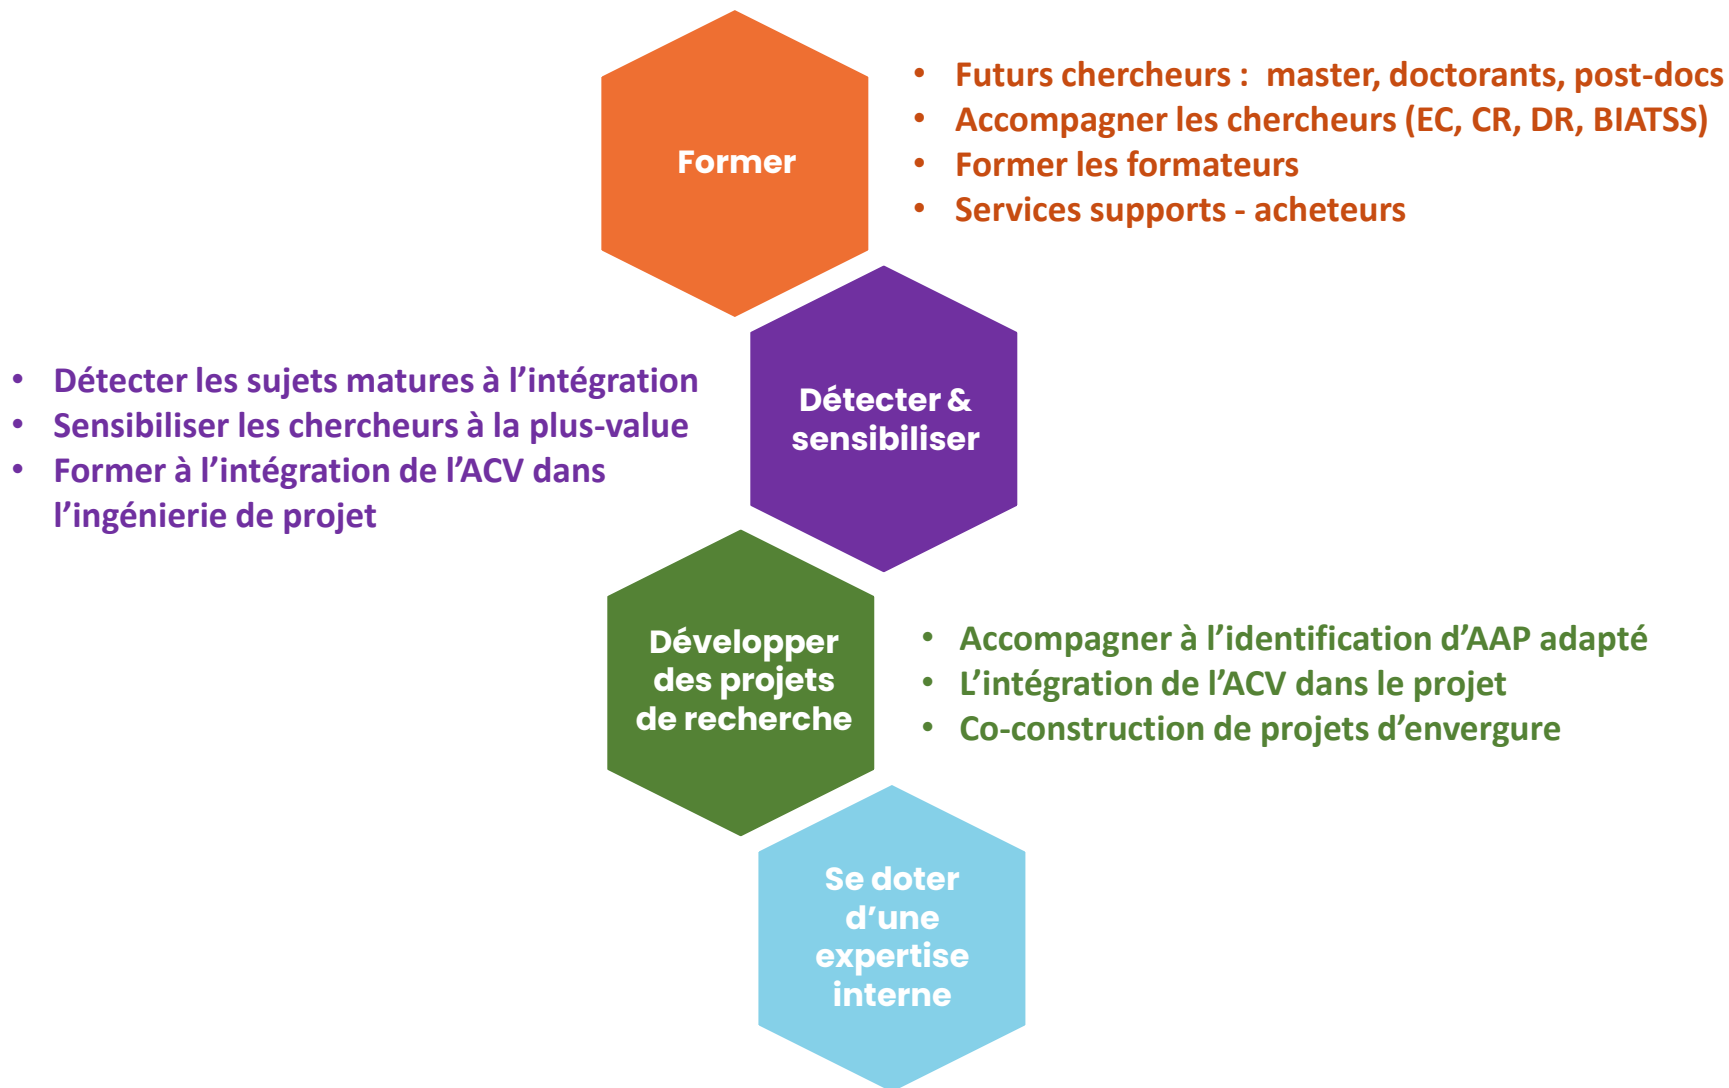 Former
• Futurs chercheurs :  master, doctorants, post-docs
• Accompagner les chercheurs (EC, CR, DR, BIATSS)
• Former les formateurs
• Services supports - acheteurs
• Détecter les sujets matures à l’intégration
• Sensibiliser les chercheurs à la plus-value
• Former à l’intégration de l’ACV dans
l’ingénierie de projet
Détecter &
sensibiliser
Développer
des projets
de recherche
• Accompagner à l’identification d’AAP adapté
• L’intégration de l’ACV dans le projet
• Co-construction de projets d’envergure
Se doter
d’une
expertise
interne